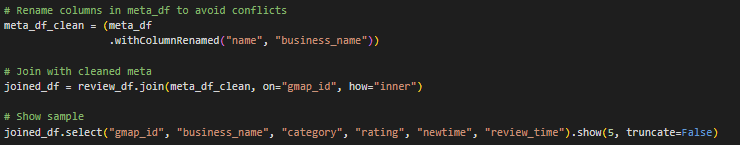 # Rename columns in meta_df to avoid conflicts
meta_df_clean = (meta_df
.withColumnRenamed("name", "business_name"))
# Join with cleaned meta
joined_df = review_df.join(meta_df_clean, on="gmap_id", how="inner")
# Show sample
joined_df.select("gmap_id", "business_name", "category", "rating", "newtime", "review_time").show(5, truncate=False)